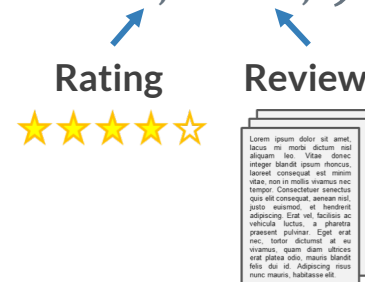 Rating
Review
Lorem ipsum dolor sit amet,
lacus mi morbi dictum nisl
aliquam leo. Vitae donec
integer blandit ipsum rhoncus,
laoreet consequat est minim
vitae, non in mollis vivamus nec
tempor. Consectetuer senectus
quis elit consequat, aenean nisl,
justo euismod, et hendrerit
adipiscing. Erat vel, facilisis ac
vehicula luctus, a pharetra
praesent pulvinar. Eget erat
nec, tortor dictumst at eu
vivamus, quam diam ultrices
erat platea odio, mauris blandit
felis dui id. Adipiscing risus
nunc mauris, habitasse elit.